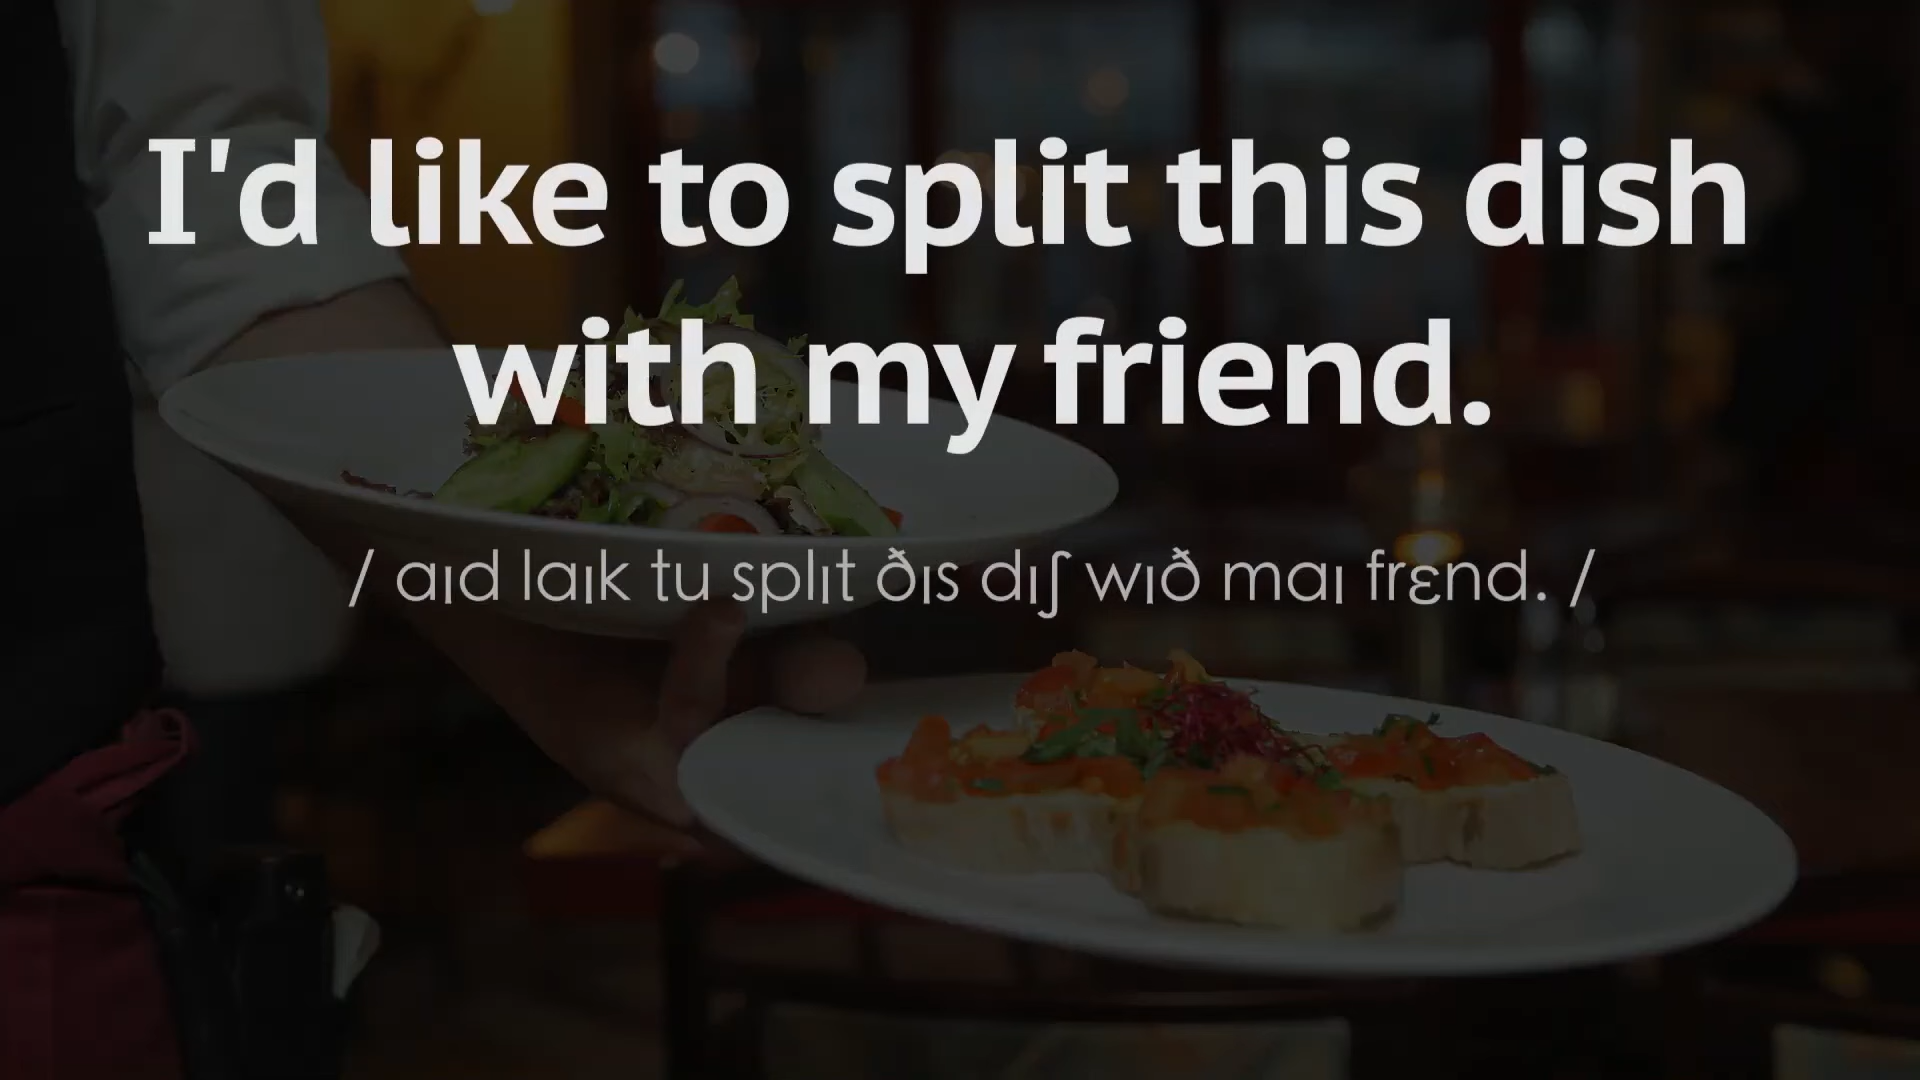 I'd like to split this dish
with my friend.
/ aɪd laɪk tu splɪt ðɪs dɪʃ wɪð maɪ frɛnd. /